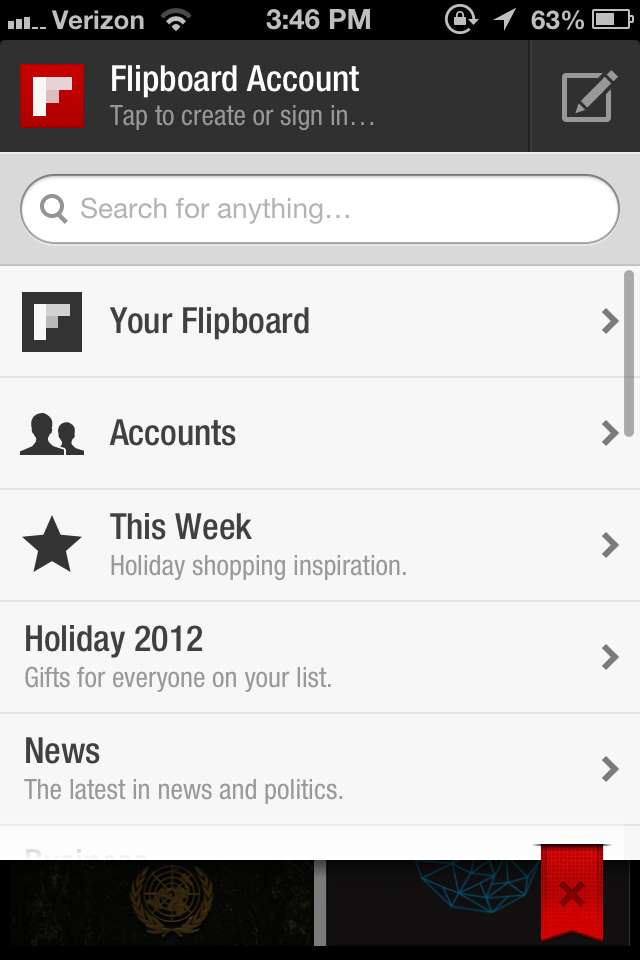 Verizon 3:46 PM 63%
Flipboard Account
Tap to create or sign in…
Search for anything…
Your Flipboard
Accounts
This Week
Holiday shopping inspiration.
Holiday 2012
Gifts for everyone on your list.
News
The latest in news and politics.
Business